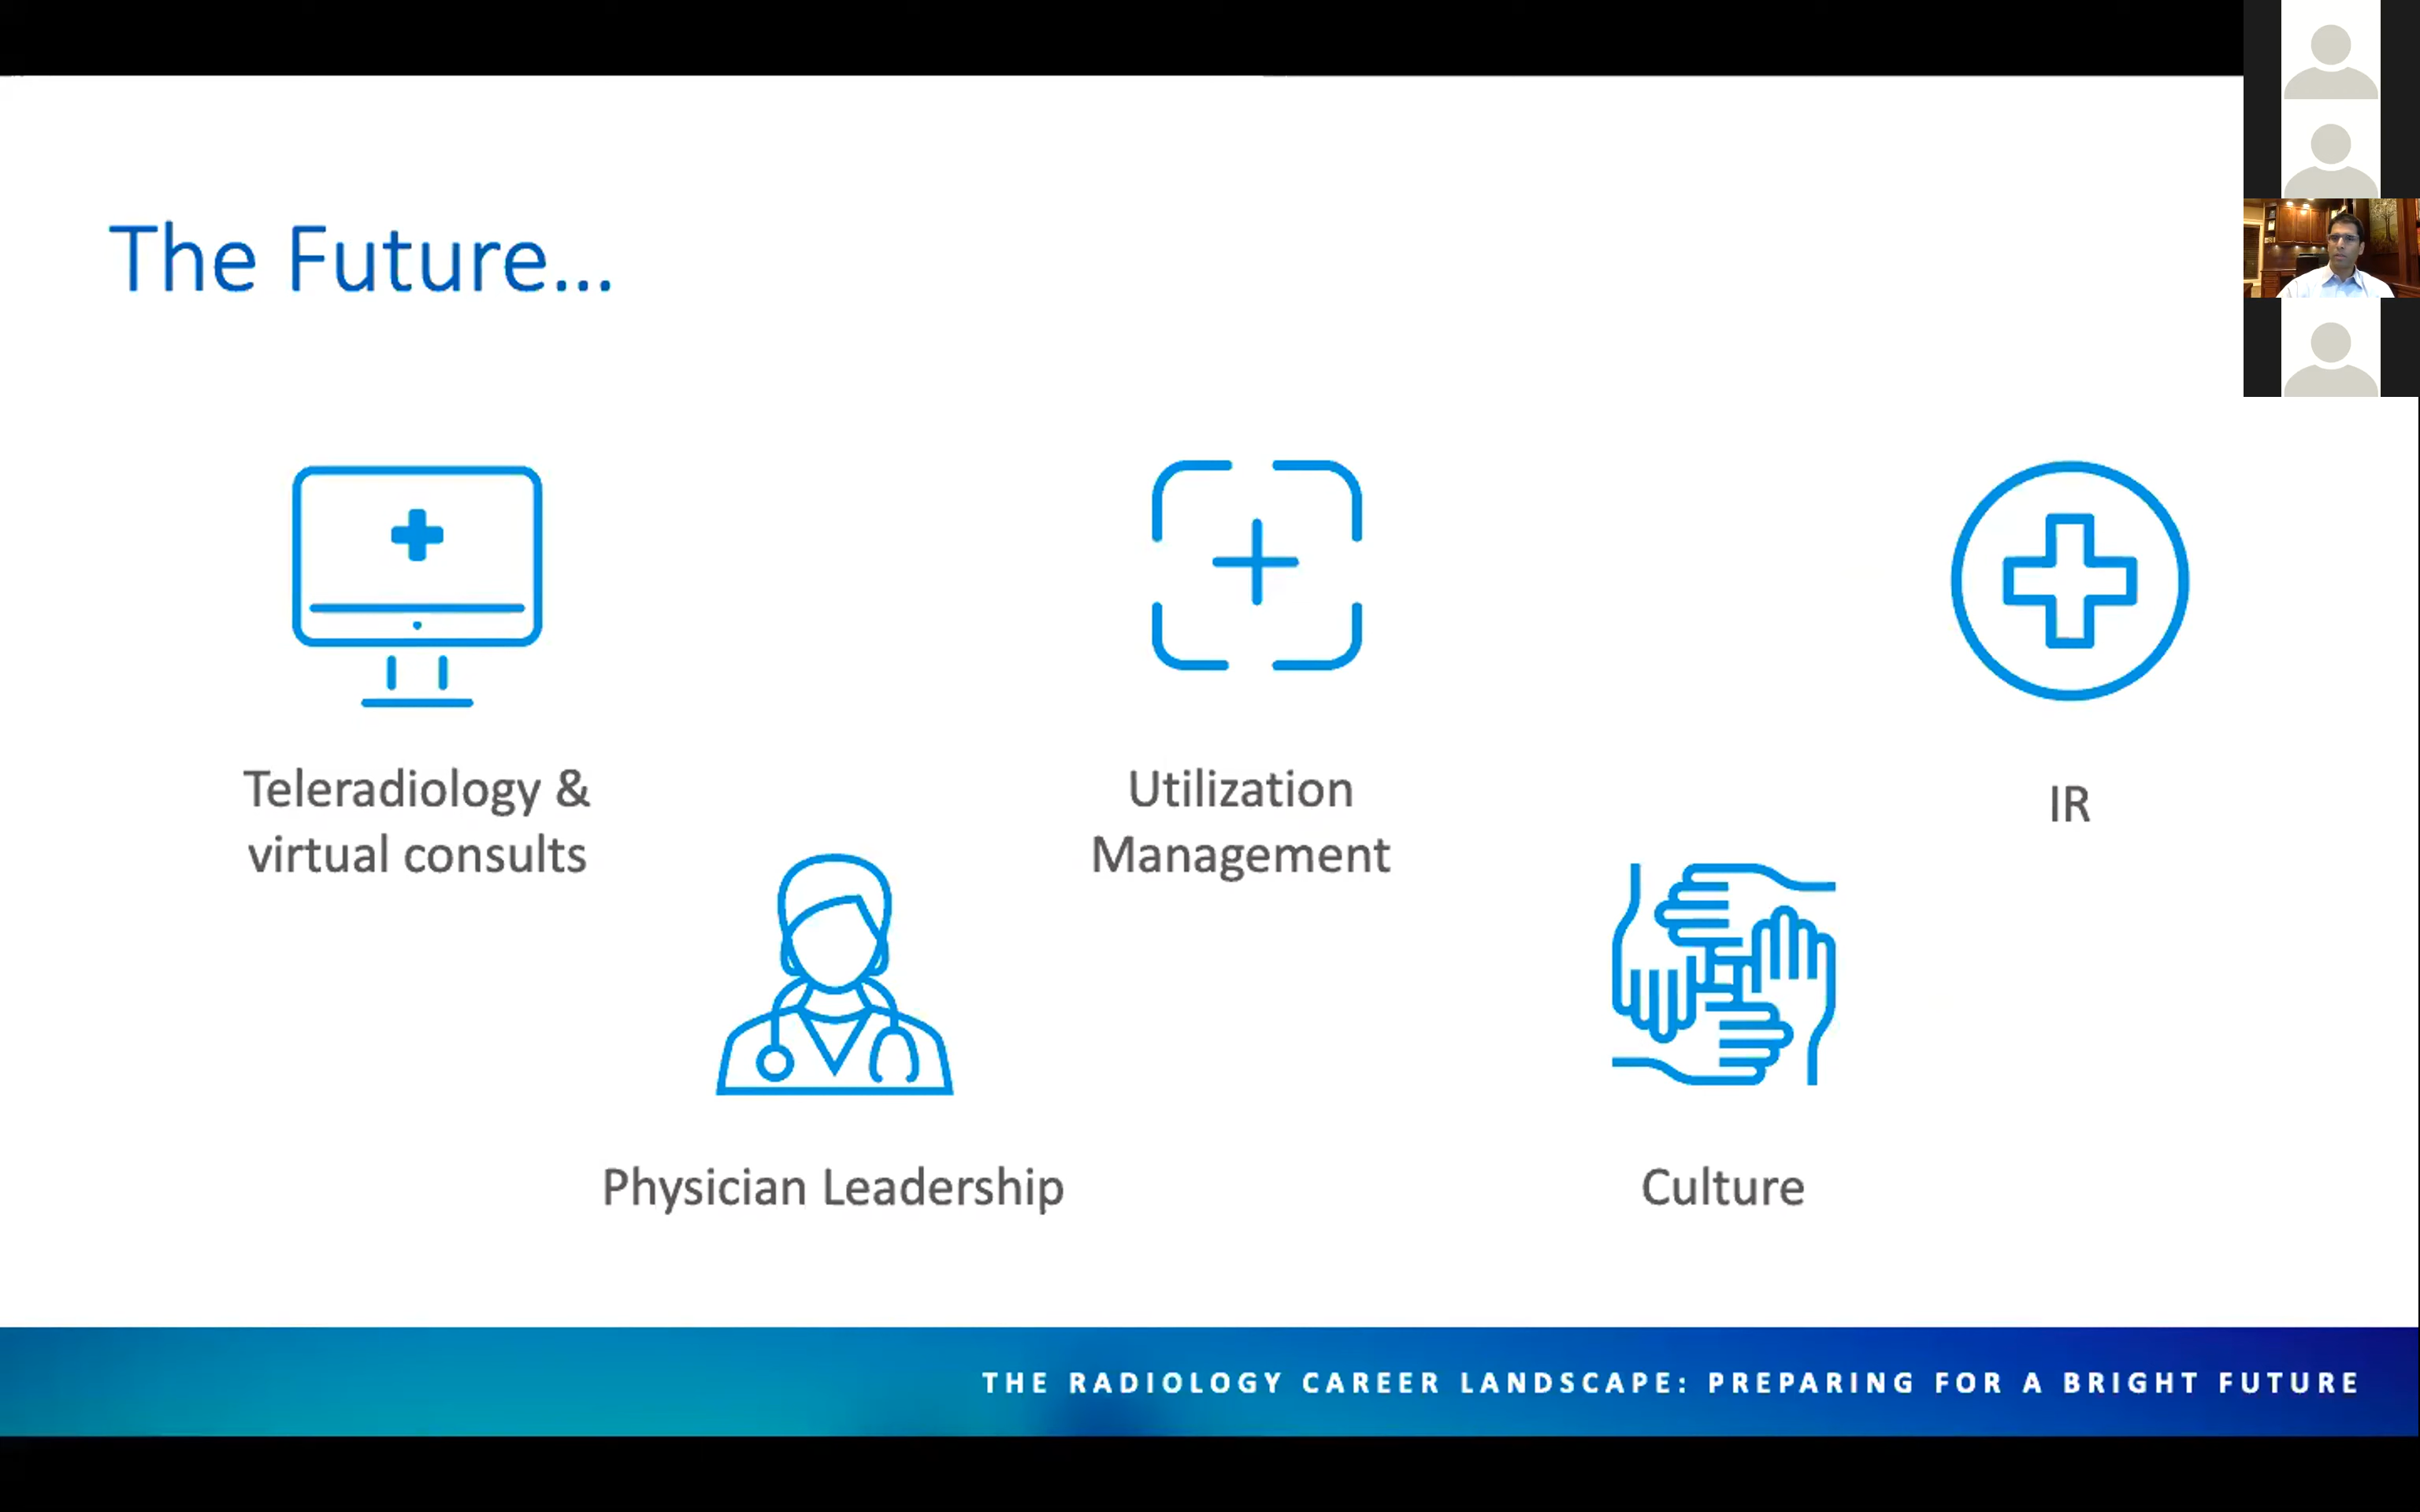 The Future...
Teleradiology &
virtual consults
Utilization
Management
IR
Physician Leadership
Culture
THE RADIOLOGY CAREER LANDSCAPE: PREPARING FOR A BRIGHT FUTURE